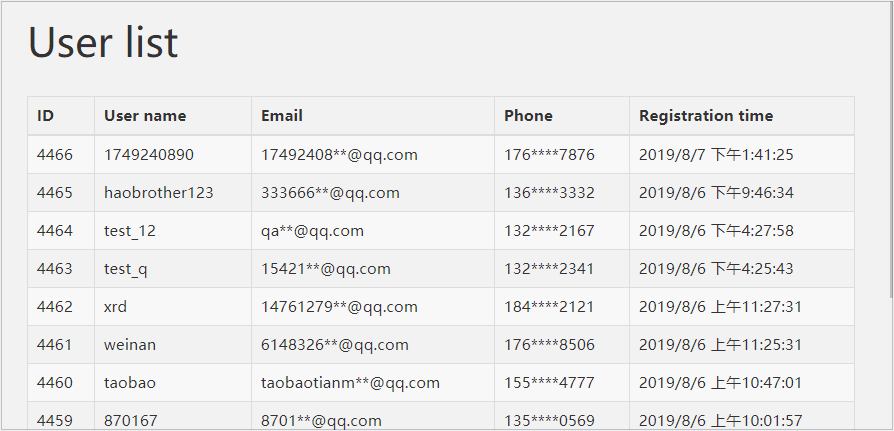 User list
ID User name Email Phone Registration time
4466 1749240890 17492408**@qq.com 176****7876 2019/8/7 下午1:41:25
4465 haobrother123 333666**@qq.com 136****3332 2019/8/6 下午9:46:34
4464 test_12 qa**@qq.com 132****2167 2019/8/6 下午4:27:58
4463 test_q 15421**@qq.com 132****2341 2019/8/6 下午4:25:43
4462 xrd 14761279**@qq.com 184****2121 2019/8/6 上午11:27:31
4461 weinan 6148326**@qq.com 176****8506 2019/8/6 上午11:25:31
4460 taobao taobaotianm**@qq.com 155****4777 2019/8/6 上午10:47:01
4459 870167 8701**@qq.com 135****0569 2019/8/6 上午10:01:57